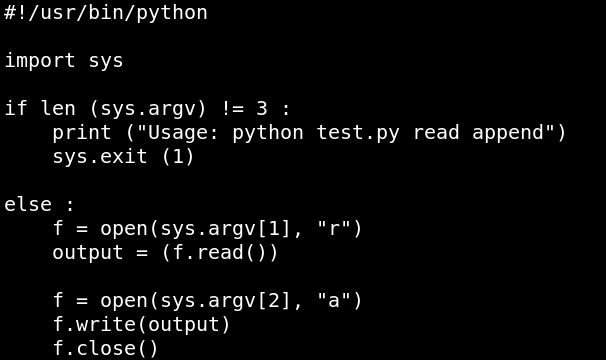 #!/usr/bin/python

import sys

if len (sys.argv) != 3 :
    print ("Usage: python test.py read append")
    sys.exit (1)

else :
    f = open(sys.argv[1], "r")
    output = (f.read())

    f = open(sys.argv[2], "a")
    f.write(output)
    f.close()